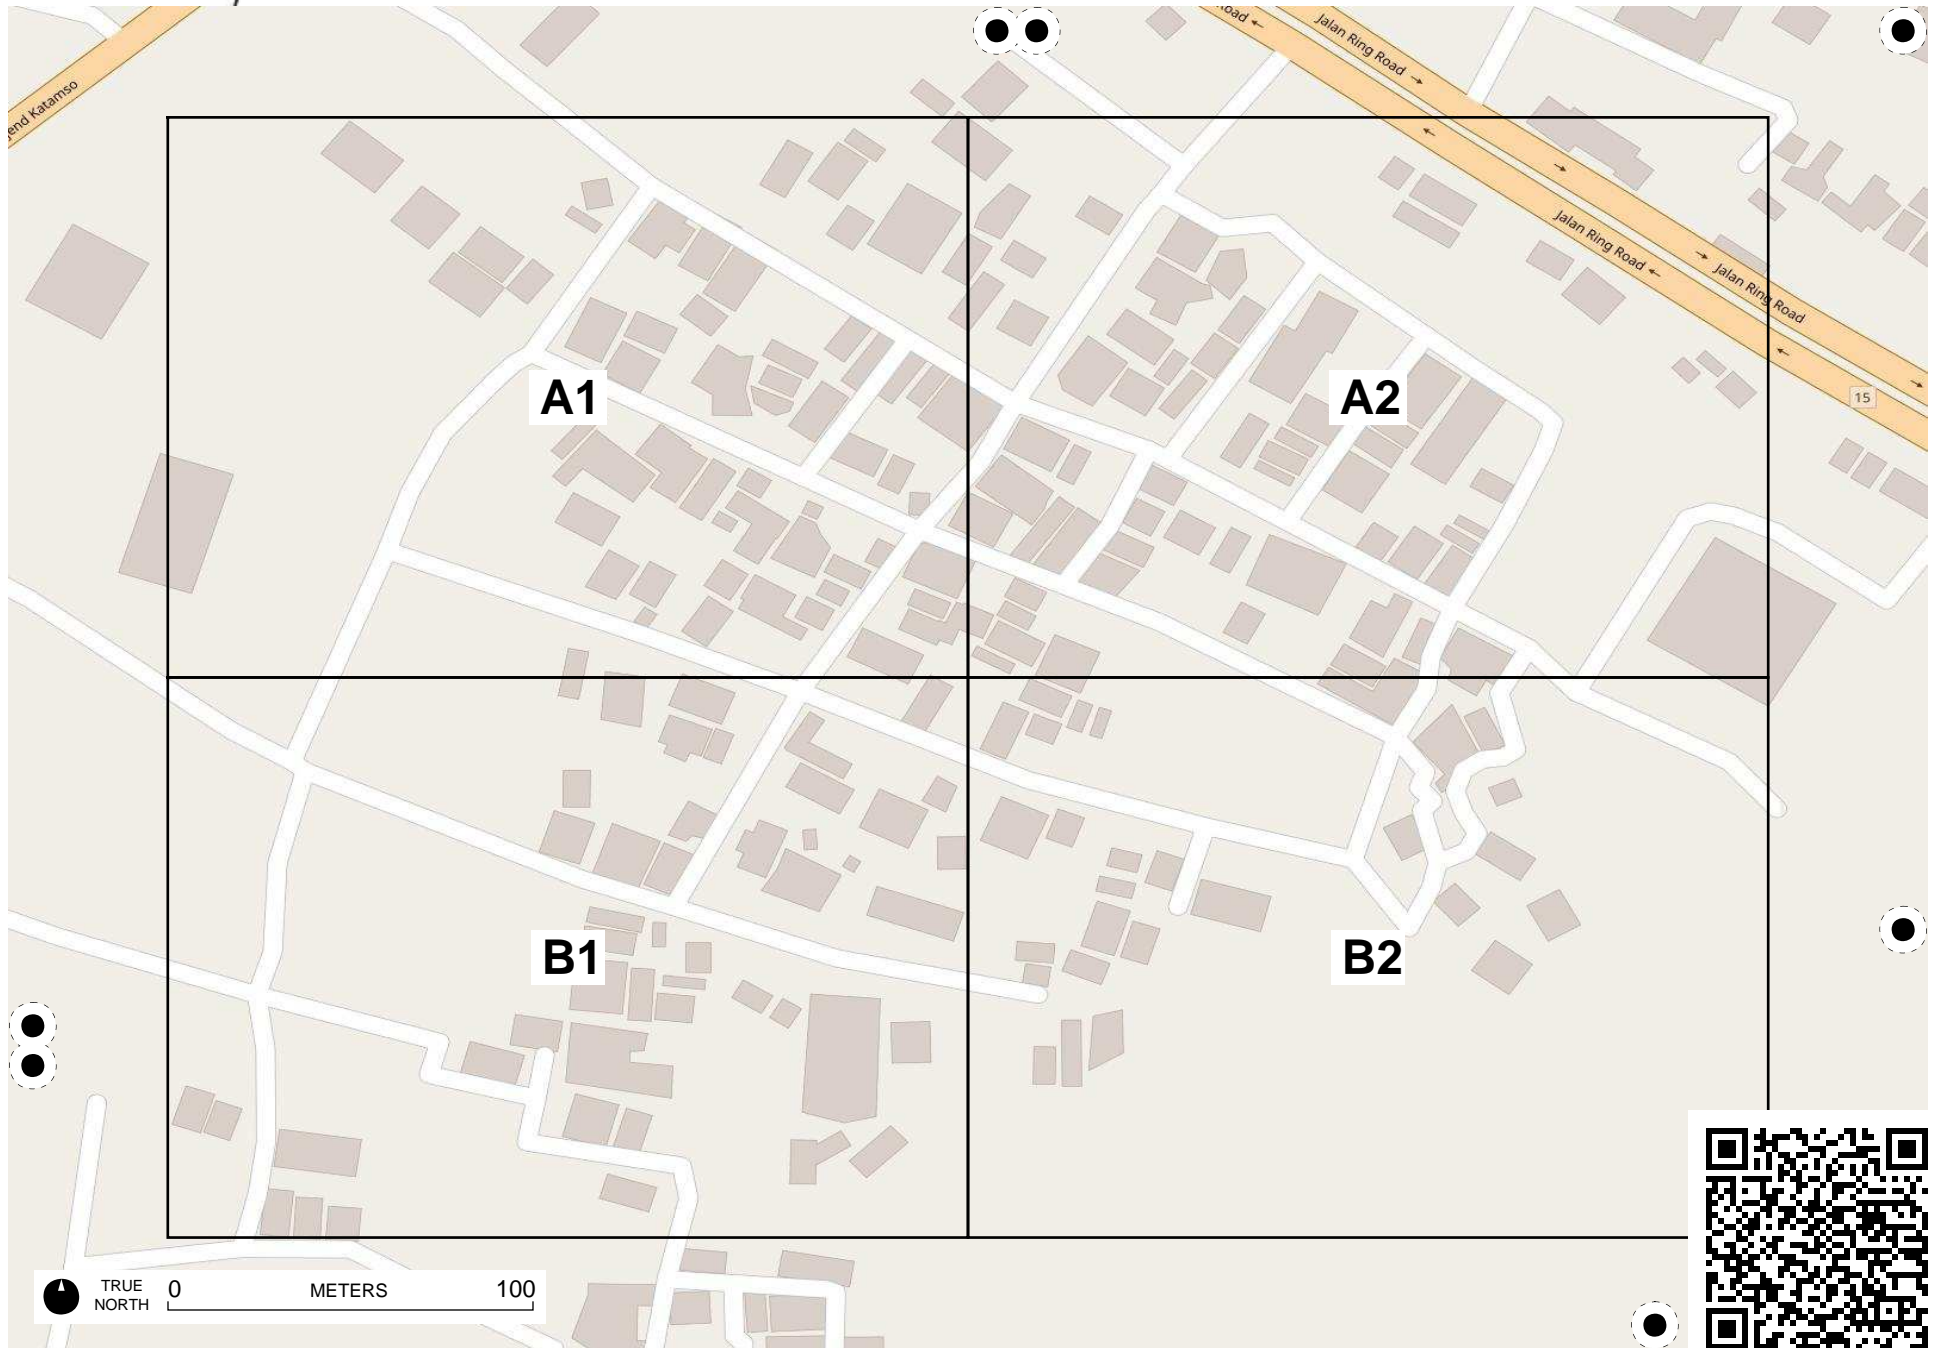 Road ←
Jalan Ring Road →
end Katamso
Jalan Ring Road ←
Jalan Ring Road
A1
A2
15
B1
B2
TRUE NORTH
0 METERS 100